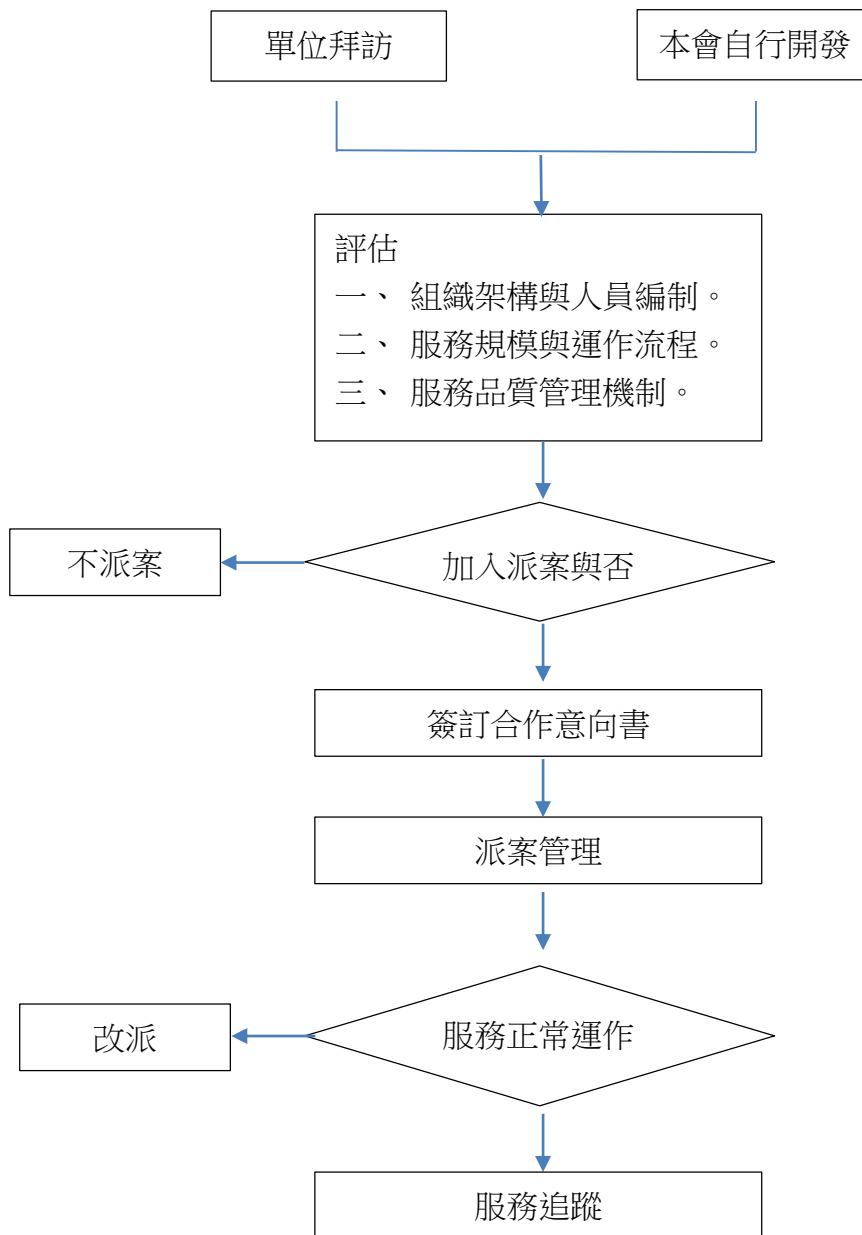 單位拜訪
本會自行開發
評估
一、 組織架構與人員編制。
二、 服務規模與運作流程。
三、 服務品質管理機制。
不派案
加入派案與否
簽訂合作意向書
派案管理
改派
服務正常運作
服務追蹤